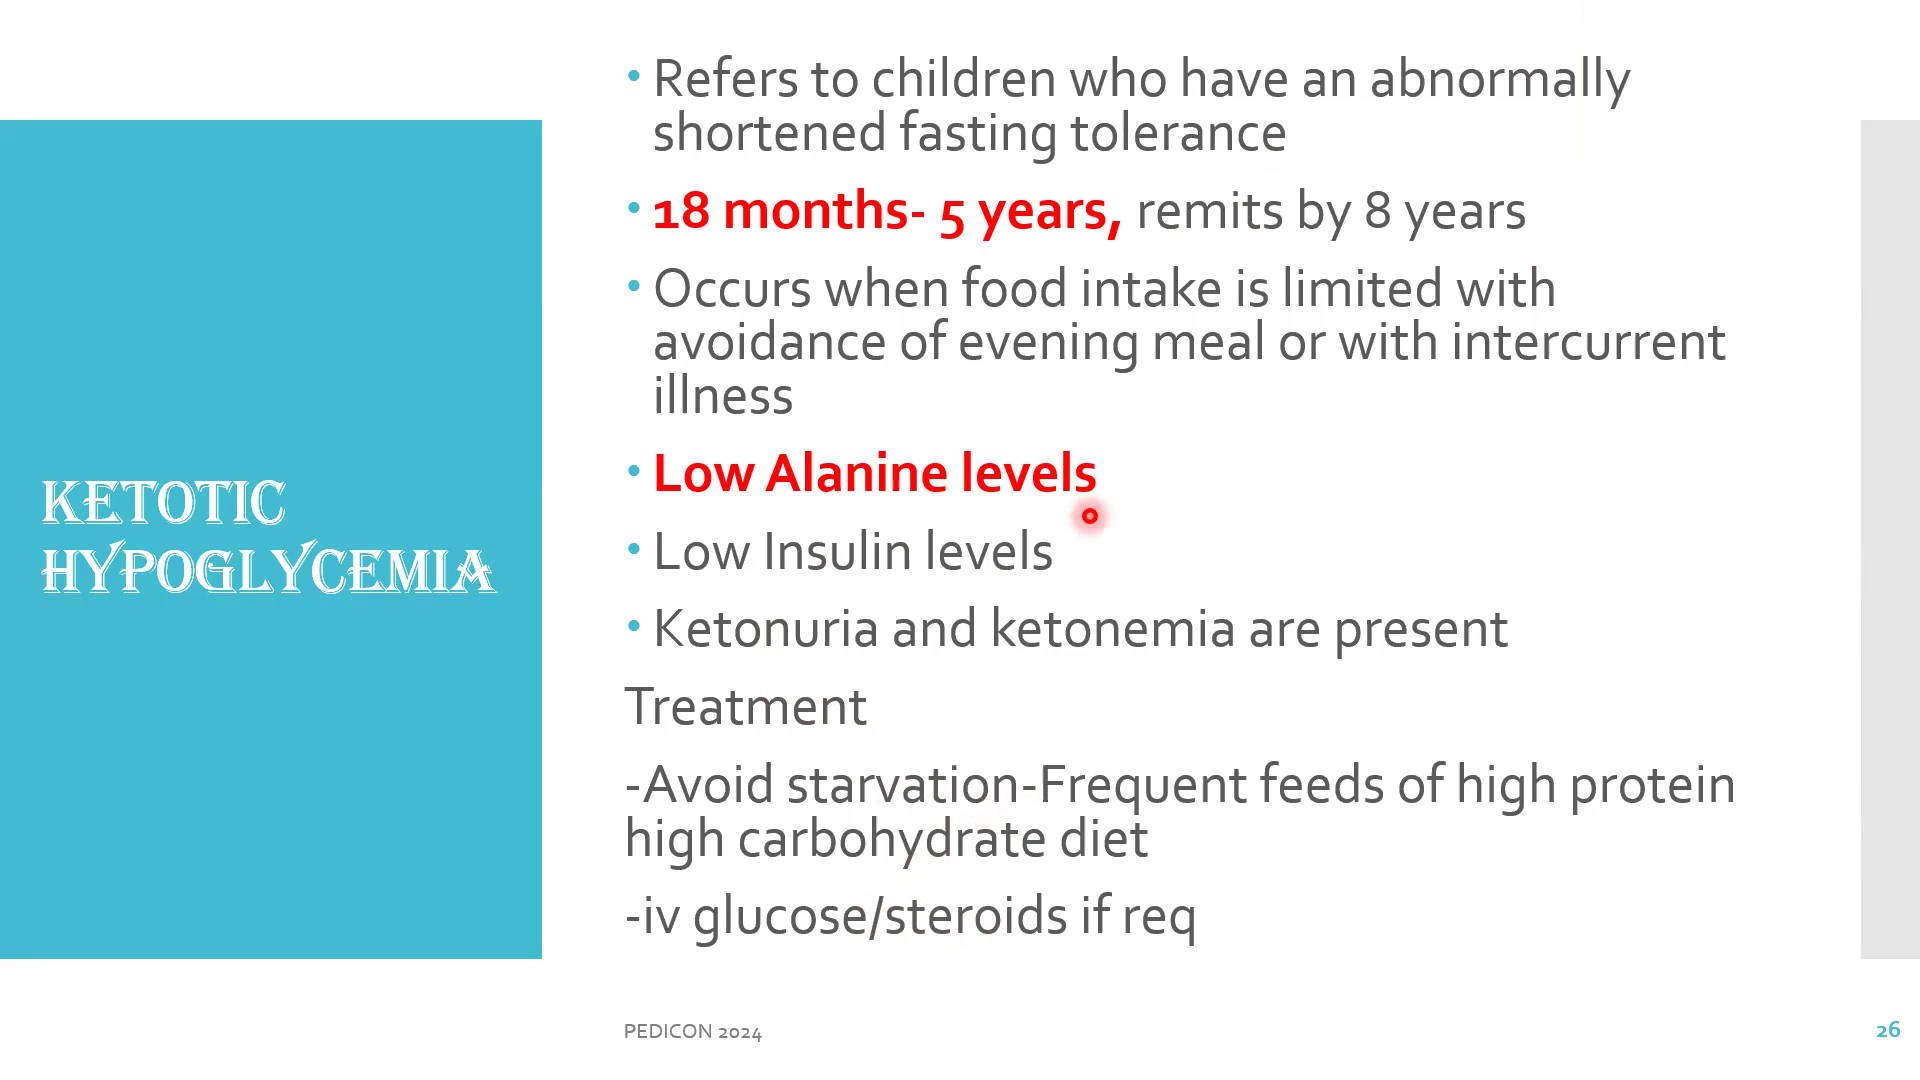 KETOTIC
HYPOGLYCEMIA
• Refers to children who have an abnormally
shortened fasting tolerance
• 18 months- 5 years, remits by 8 years
• Occurs when food intake is limited with
avoidance of evening meal or with intercurrent
illness
• Low Alanine levels
• Low Insulin levels
• Ketonuria and ketonemia are present
Treatment
-Avoid starvation-Frequent feeds of high protein
high carbohydrate diet
-iv glucose/steroids if req
PEDICON 2024
26